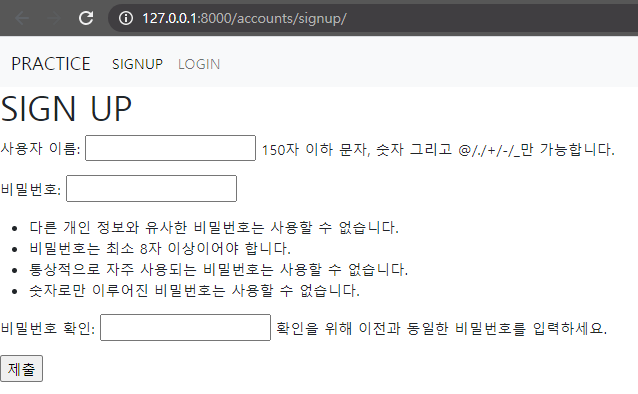 127.0.0.1:8000/accounts/signup/
PRACTICE SIGNUP LOGIN
SIGN UP
사용자 이름: 150자 이하 문자, 숫자 그리고 @/./+/-/_만 가능합니다.
비밀번호:
• 다른 개인 정보와 유사한 비밀번호는 사용할 수 없습니다.
• 비밀번호는 최소 8자 이상이어야 합니다.
• 통상적으로 자주 사용되는 비밀번호는 사용할 수 없습니다.
• 숫자로만 이루어진 비밀번호는 사용할 수 없습니다.
비밀번호 확인: 확인을 위해 이전과 동일한 비밀번호를 입력하세요.
제출